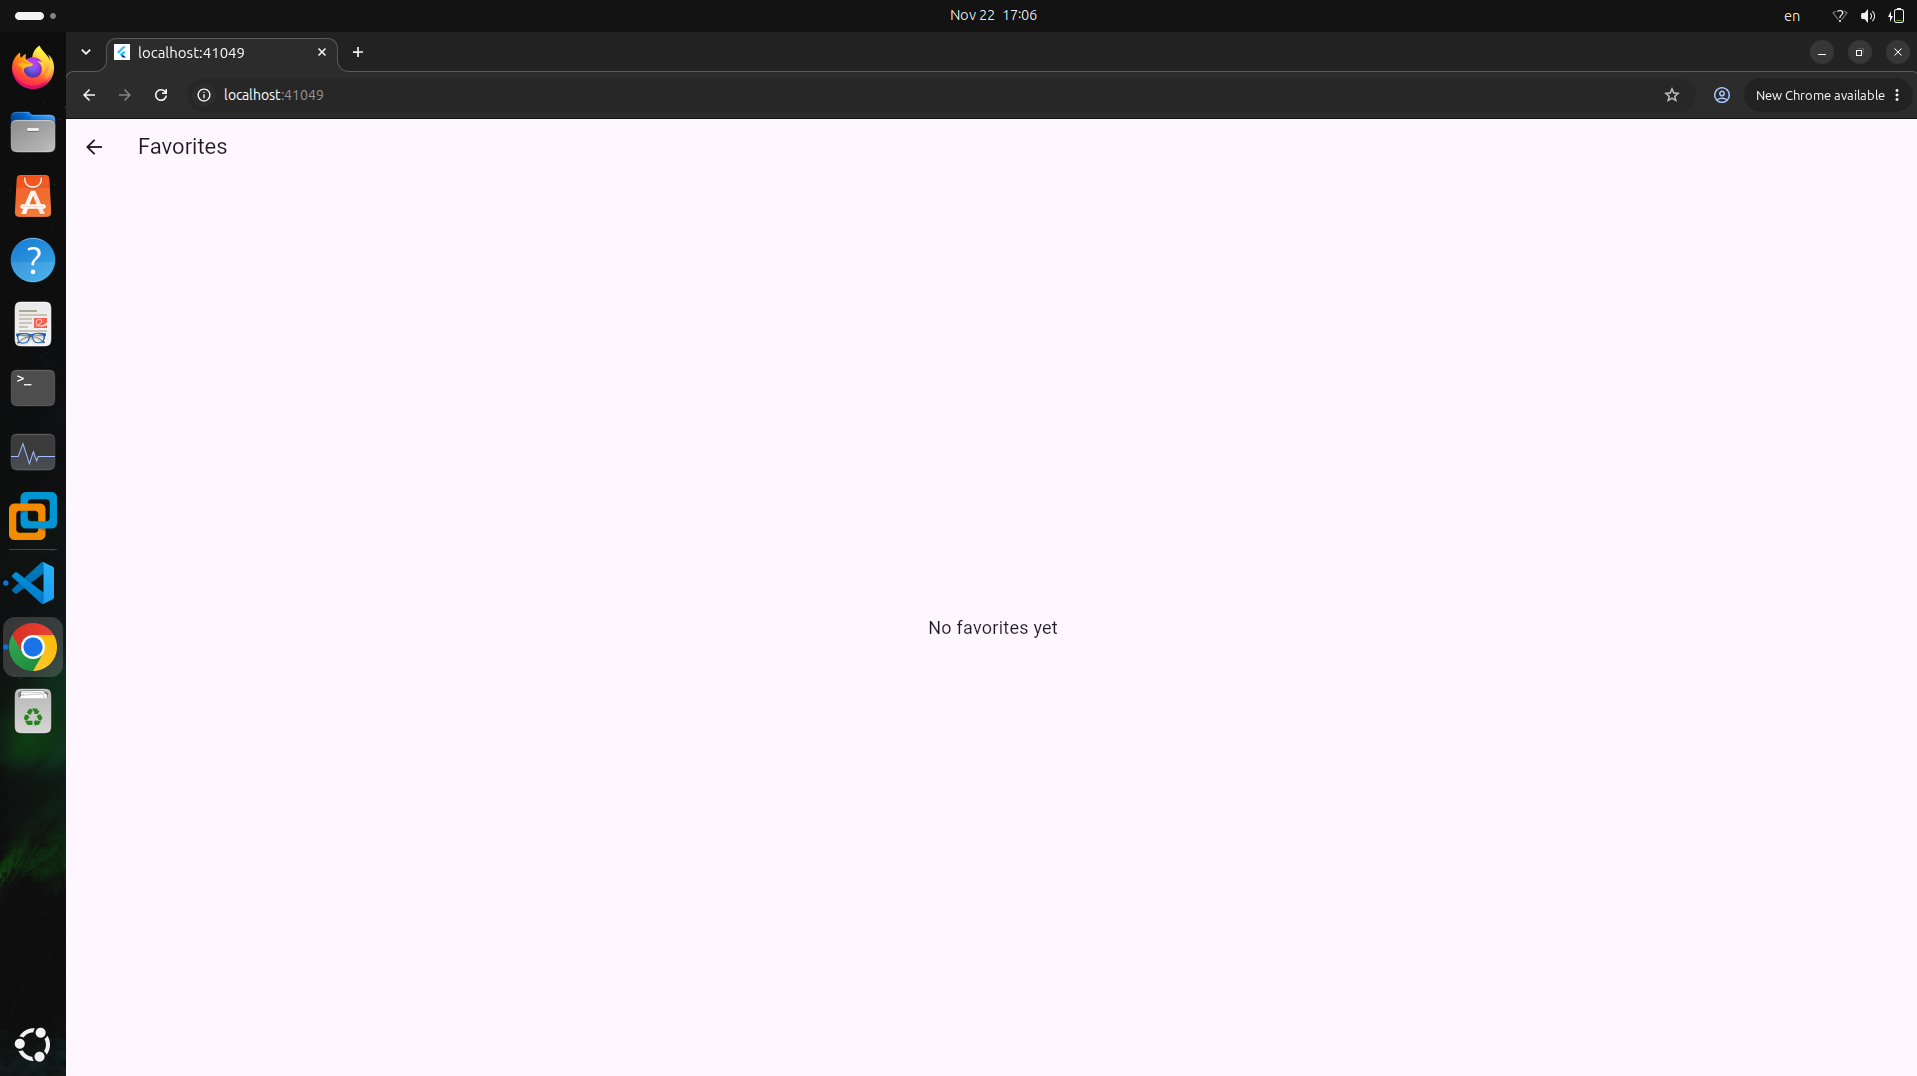 Nov 22 17:06
en
localhost:41049
localhost:41049
New Chrome available
Favorites
No favorites yet